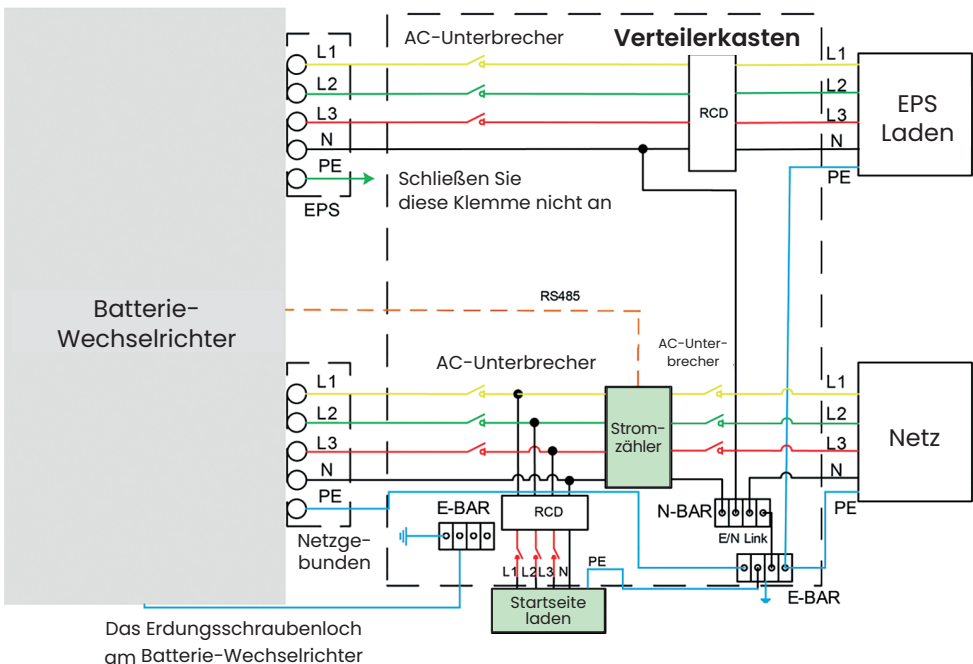 AC-Unterbrecher
Verteilerkasten
L1
L2
L3
N
PE
EPS
Schließen Sie
diese Klemme nicht an
RCD
L1
L2
L3
N
PE
EPS
Laden
Batterie-
Wechselrichter
RS485
AC-Unterbrecher
AC-Unter-
brecher
L1
L2
L3
N
PE
Netzge-
bunden
Strom-
zähler
L1
L2
L3
N
PE
Netz
E-BAR
RCD
N-BAR
E/N Link
L1 L2 L3 N
PE
E-BAR
Startseite
laden
Das Erdungsschraubenloch
am Batterie-Wechselrichter